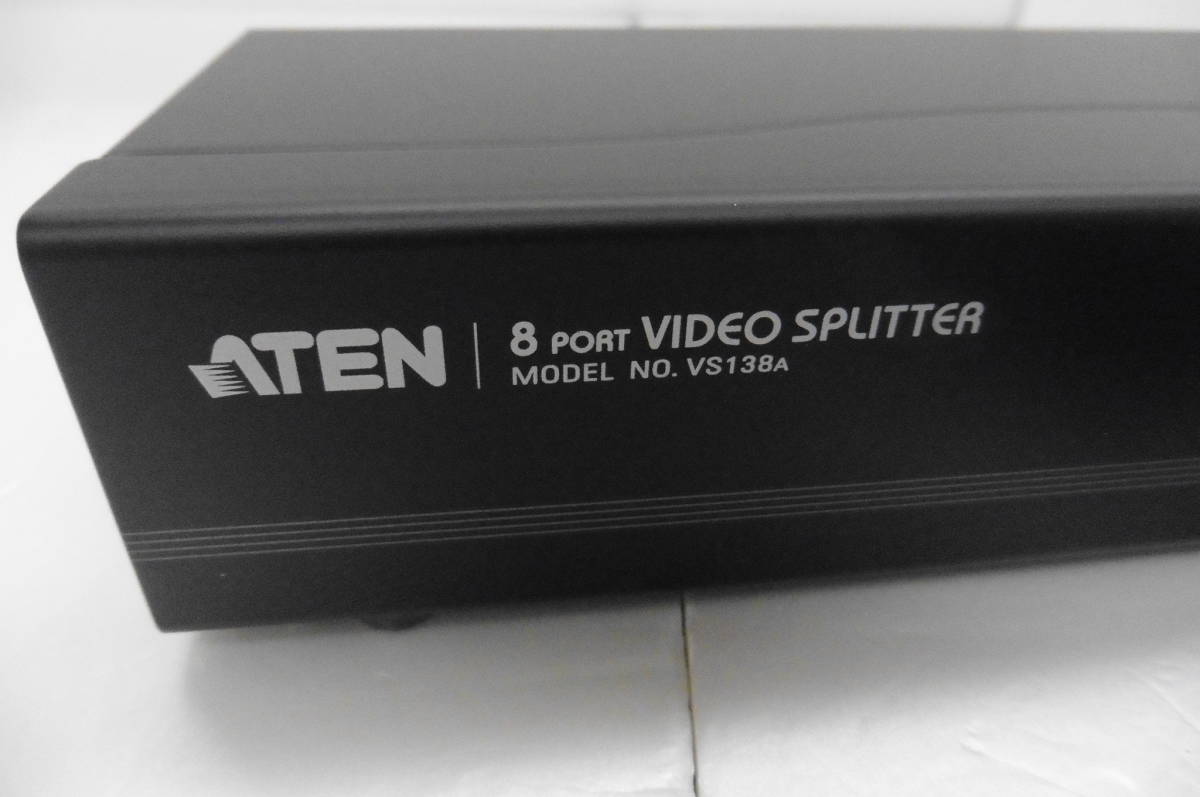 ATEN
8 PORT VIDEO SPLITTER
MODEL NO. VS138A